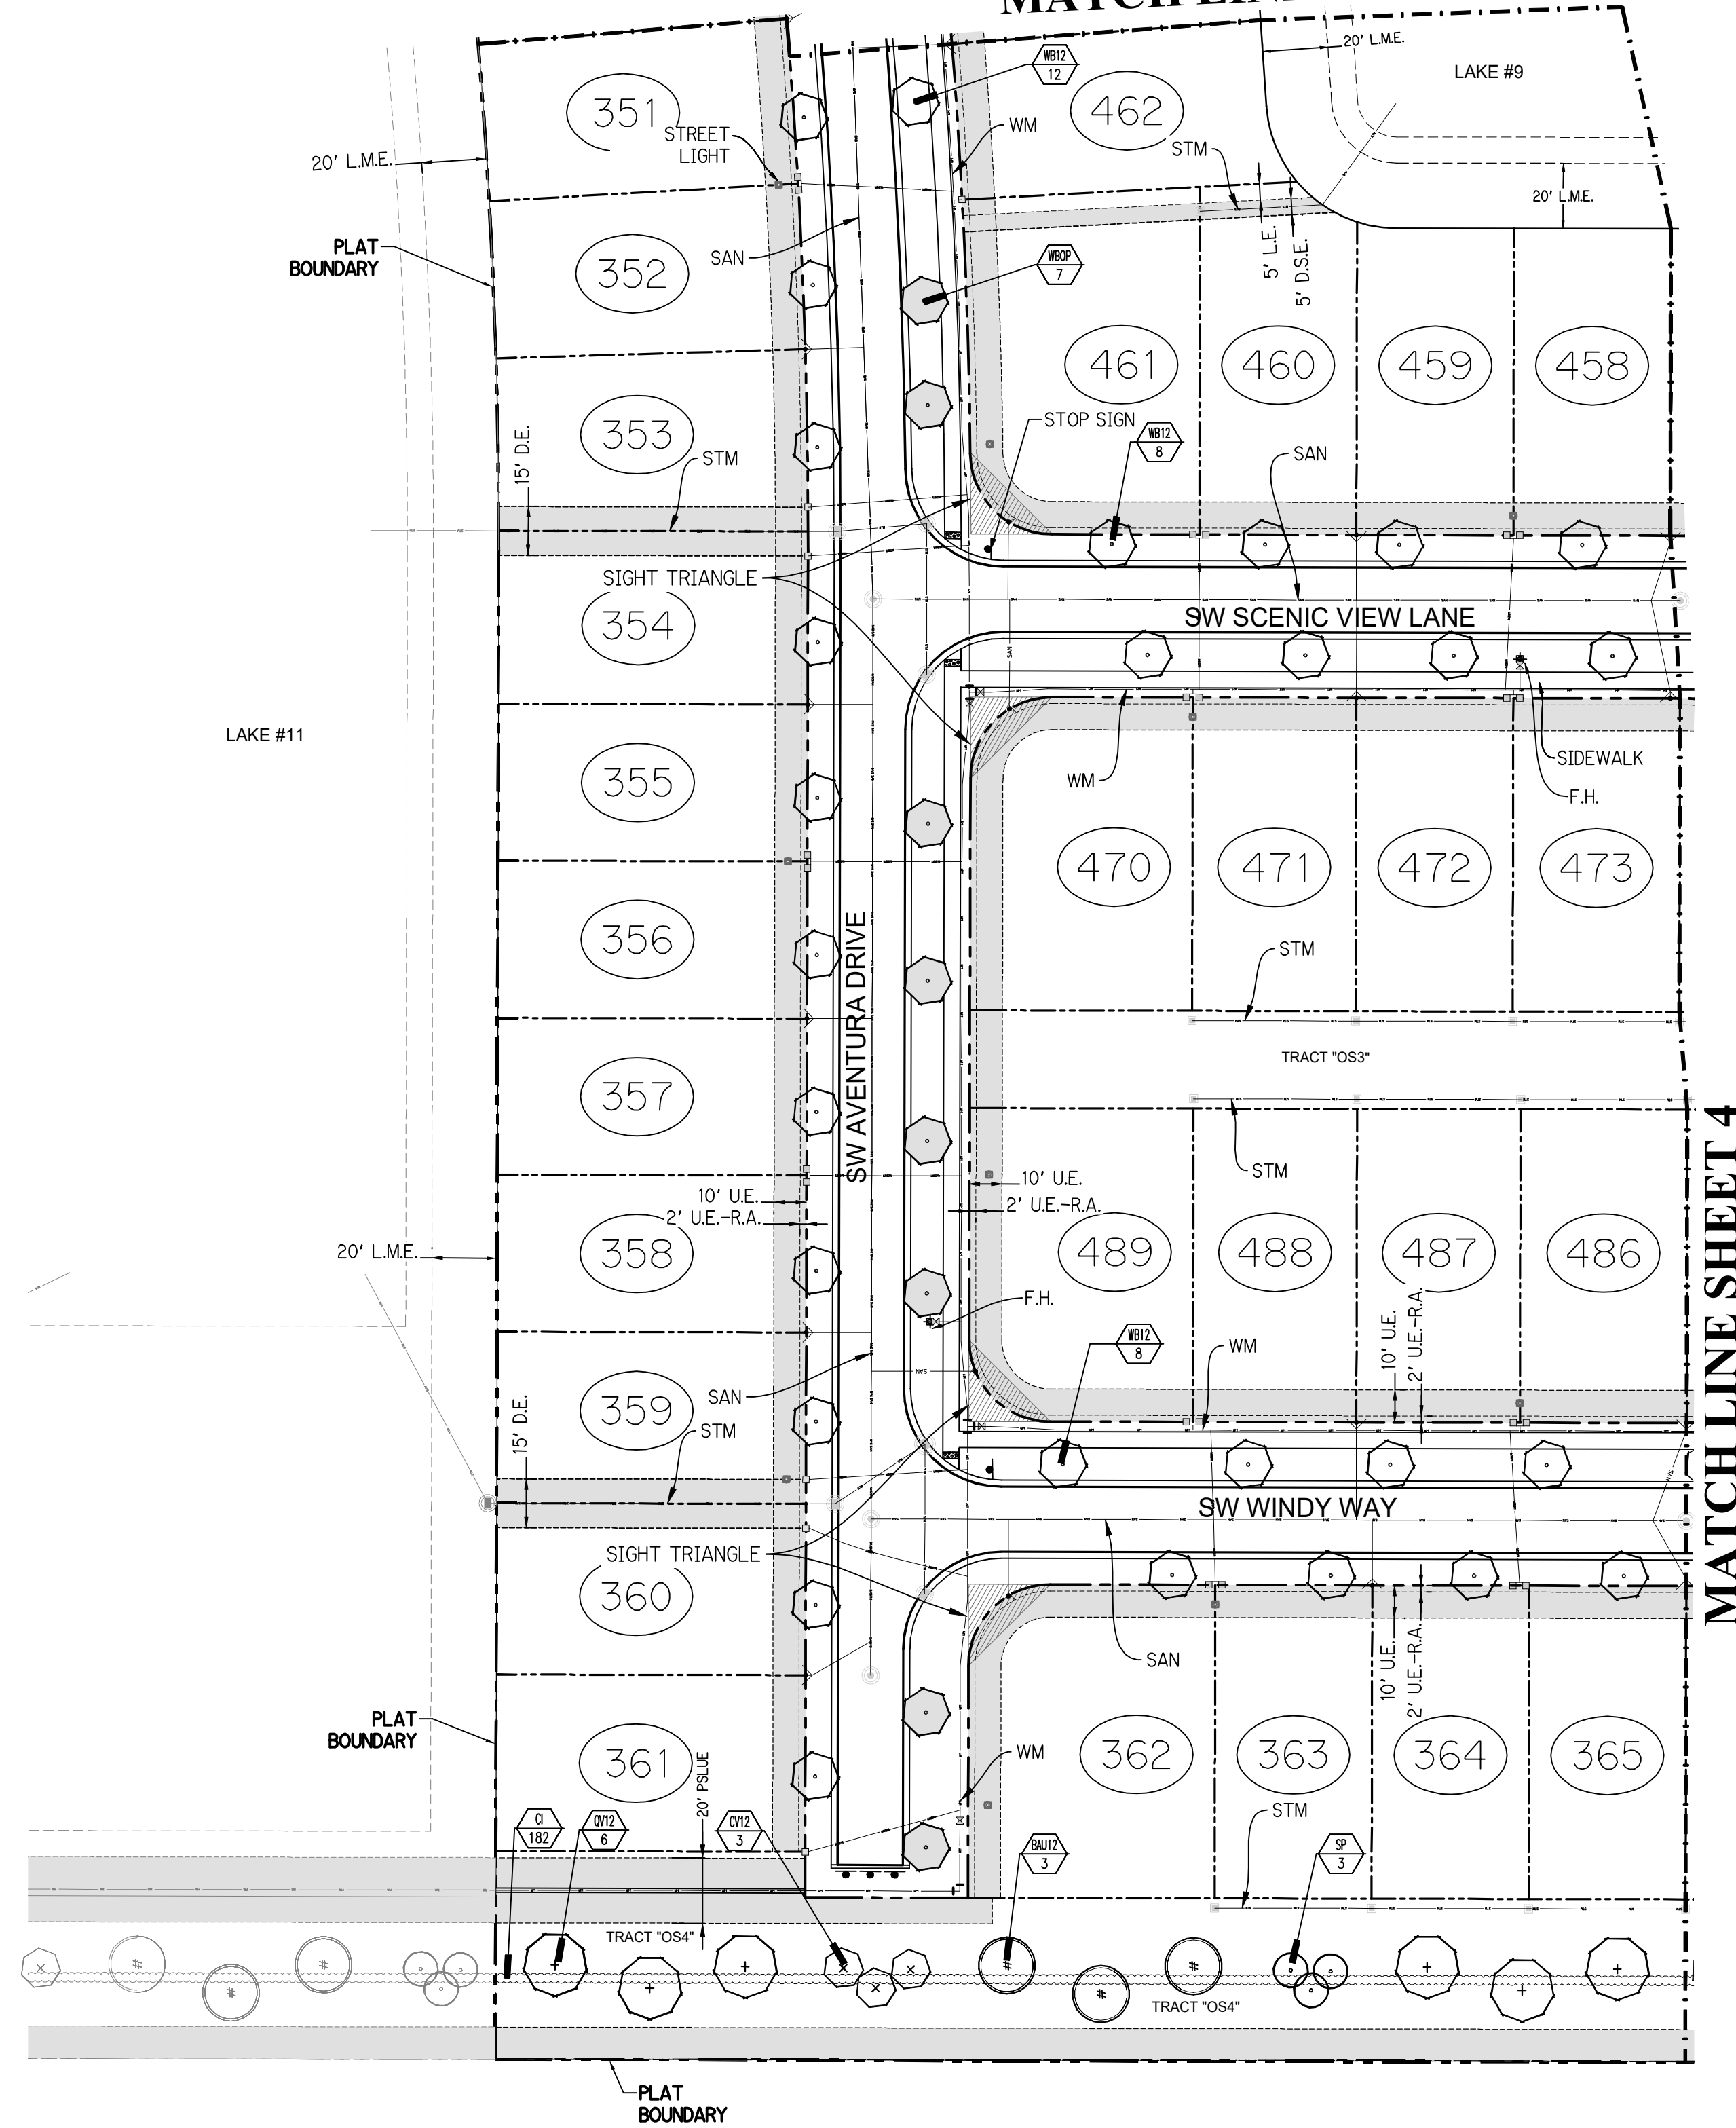 MATCH LINE
WB12
12
20' L.M.E.
LAKE #9
351
STREET
LIGHT
462
WM
STM
20' L.M.E.
20' L.M.E.
PLAT
BOUNDARY
352
SAN
WBOP
7
5' L.E.
5' D.S.E.
461
460
459
458
353
STM
15' D.E.
STOP SIGN
WB12
8
SAN
SIGHT TRIANGLE
354
SW SCENIC VIEW LANE
SAN
LAKE #11
355
WM
SIDEWALK
F.H.
470
471
472
473
356
SW AVENTURA DRIVE
STM
TRACT "OS3"
357
STM
10' U.E.
2' U.E.-R.A.
10' U.E.
2' U.E.-R.A.
MATCH LINE SHEET 4
20' L.M.E.
358
489
488
487
486
F.H.
WB12
8
WM
10' U.E.
2' U.E.-R.A.
SAN
359
SAN
STM
15' D.E.
SAN
SW WINDY WAY
SIGHT TRIANGLE
360
SAN
10' U.E.
2' U.E.-R.A.
PLAT
BOUNDARY
361
20' PSLUE
WM
362
363
364
365
STM
CI
182
QV12
6
CV12
3
BAU12
3
SP
3
TRACT "OS4"
TRACT "OS4"
PLAT
BOUNDARY